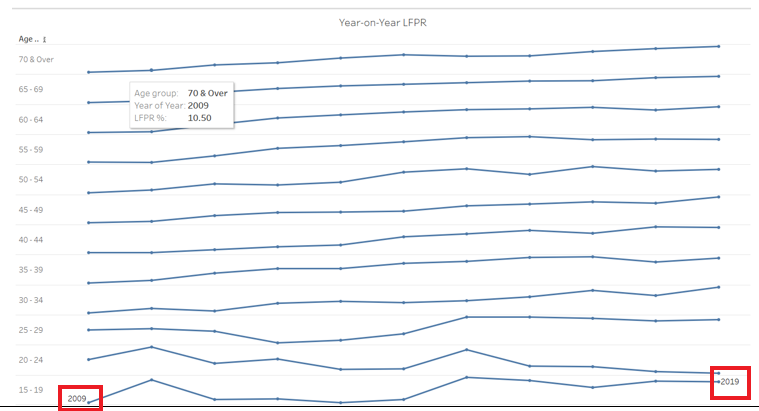 Year-on-Year LFPR
Age ..
70 & Over
65 - 69
60 - 64
55 - 59
50 - 54
45 - 49
40 - 44
35 - 39
30 - 34
25 - 29
20 - 24
15 - 19
Age group: 70 & Over
Year of Year: 2009
LFPR %: 10.50
2009
2019